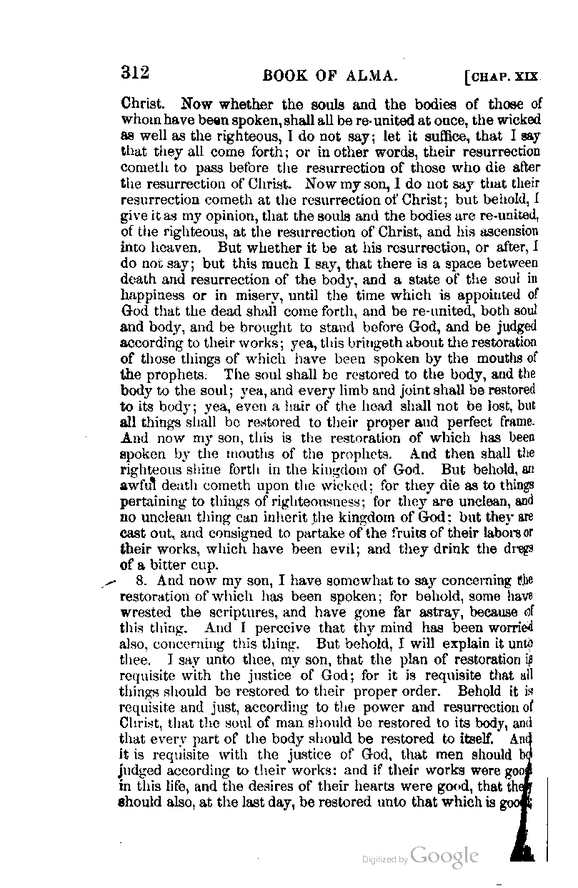 312 BOOK OF ALMA. [CHAP. XIX
Christ. Now whether the souls and the bodies of those of
whom have been spoken, shall all be re-united at once, the wicked
as well as the righteous, I do not say; let it suffice, that I say
that they all come forth; or in other words, their resurrection
cometh to pass before the resurrection of those who die after
the resurrection of Christ. Now my son, I do not say that their
resurrection cometh at the resurrection of Christ; but behold, I
give it as my opinion, that the souls and the bodies are re-united,
of the righteous, at the resurrection of Christ, and his ascension
into heaven. But whether it be at his resurrection, or after, I
do not say; but this much I say, that there is a space between
death and resurrection of the body, and a state of the soul in
happiness or in misery, until the time which is appointed of
God that the dead shall come forth, and be re-united, both soul
and body, and be brought to stand before God, and be judged
according to their works; yea, this bringeth about the restoration
of those things of which have been spoken by the mouths of
the prophets. The soul shall be restored to the body, and the
body to the soul; yea, and every limb and joint shall be restored
to its body; yea, even a hair of the head shall not be lost, but
all things shall be restored to their proper and perfect frame.
And now my son, this is the restoration of which has been
spoken by the mouths of the prophets. And then shall the
righteous shine forth in the kingdom of God. But behold, an
awful death cometh upon the wicked; for they die as to things
pertaining to things of righteousness; for they are unclean, and
no unclean thing can inherit the kingdom of God: but they are
cast out, and consigned to partake of the fruits of their labors or
their works, which have been evil; and they drink the dregs
of a bitter cup.
8. And now my son, I have somewhat to say concerning the
restoration of which has been spoken; for behold, some have
wrested the scriptures, and have gone far astray, because of
this thing. And I perceive that thy mind has been worried
also, concerning this thing. But behold, I will explain it unto
thee. I say unto thee, my son, that the plan of restoration is
requisite with the justice of God; for it is requisite that all
things should be restored to their proper order. Behold it is
requisite and just, according to the power and resurrection of
Christ, that the soul of man should be restored to its body, and
that every part of the body should be restored to itself. And
it is requisite with the justice of God, that men should be
judged according to their works: and if their works were good
in this life, and the desires of their hearts were good, that they
should also, at the last day, be restored unto that which is good;
Digitized by Google